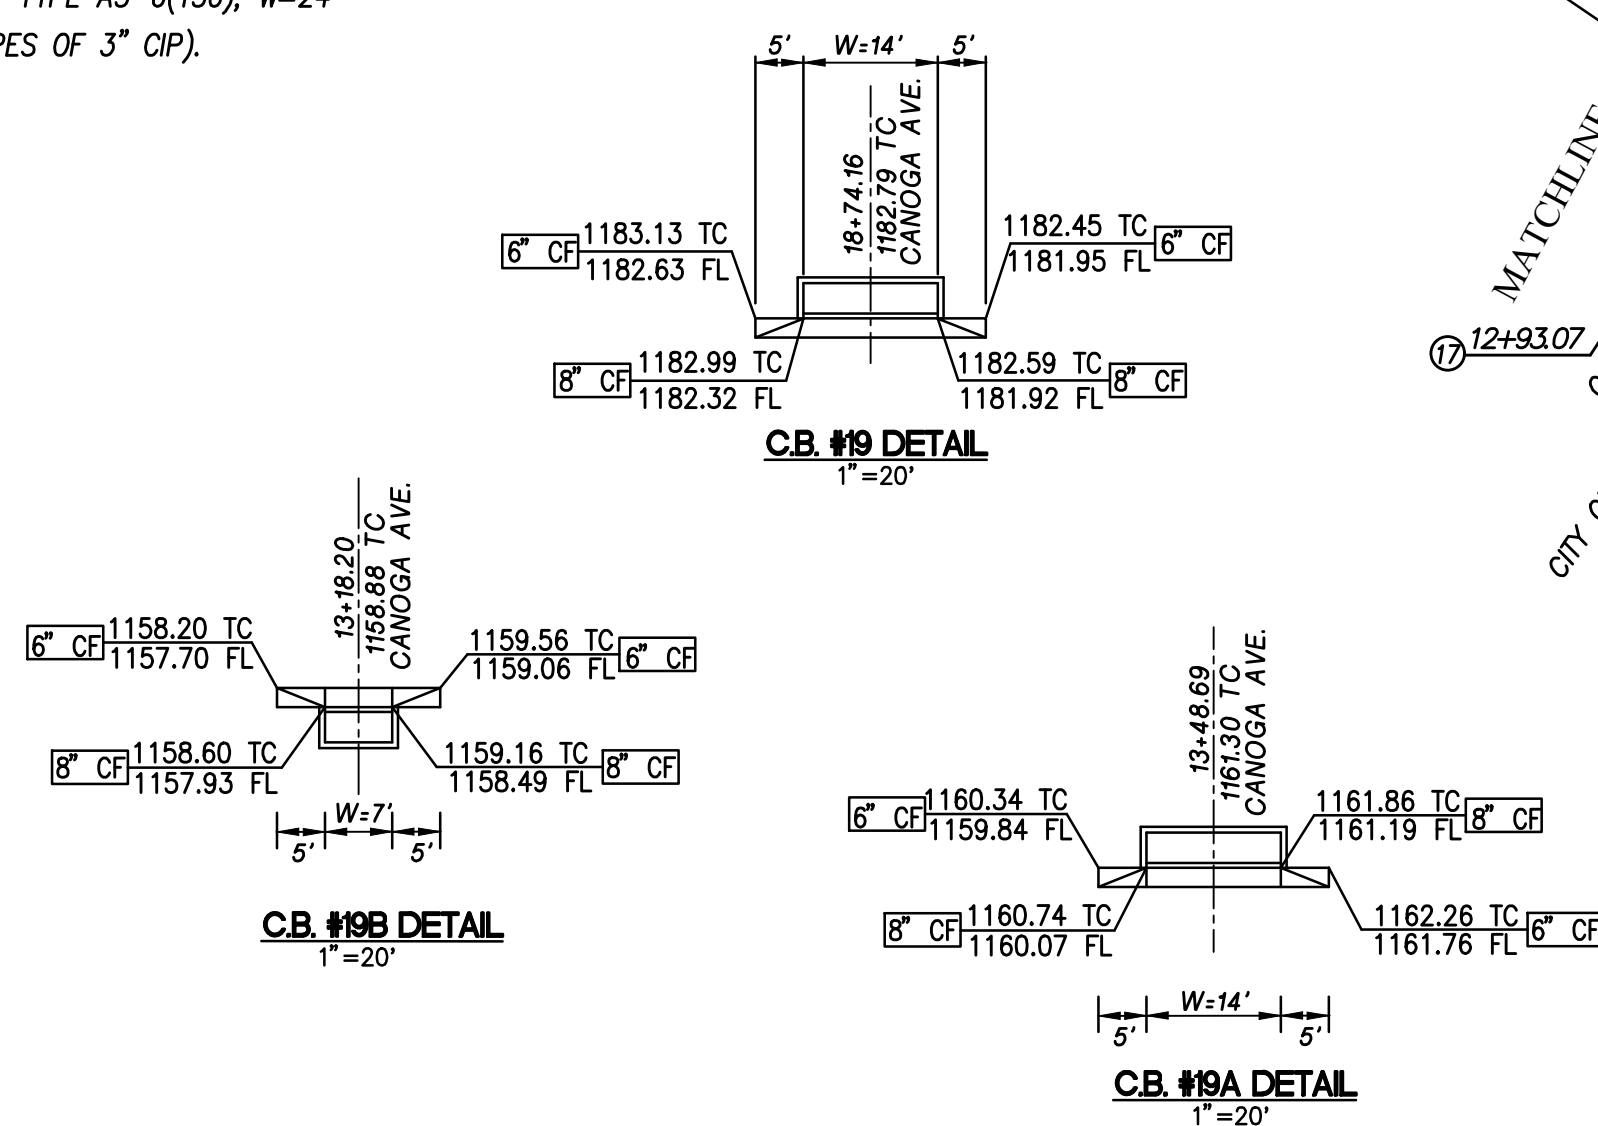 TYPE AS 6(150), W=24
PES OF 3" CIP).
5' W=14' 5'
18+74.16
1182.79 TC
CANOGA AVE.
6" CF 1183.13 TC
1182.63 FL
1182.45 TC 6" CF
1181.95 FL
8" CF 1182.99 TC
1182.32 FL
1182.59 TC 8" CF
1181.92 FL
C.B. #19 DETAIL
1"=20'
MATCHLINE
17 12+93.07
CITY
13+18.20
1158.88 TC
CANOGA AVE.
6" CF 1158.20 TC
1157.70 FL
1159.56 TC 6" CF
1159.06 FL
8" CF 1158.60 TC
1157.93 FL
1159.16 TC 8" CF
1158.49 FL
W=7'
5' 5'
C.B. #19B DETAIL
1"=20'
13+48.69
1161.30 TC
CANOGA AVE.
6" CF 1160.34 TC
1159.84 FL
1161.86 TC 8" CF
1161.19 FL
8" CF 1160.74 TC
1160.07 FL
1162.26 TC 6" CF
1161.76 FL
W=14'
5' 5'
C.B. #19A DETAIL
1"=20'